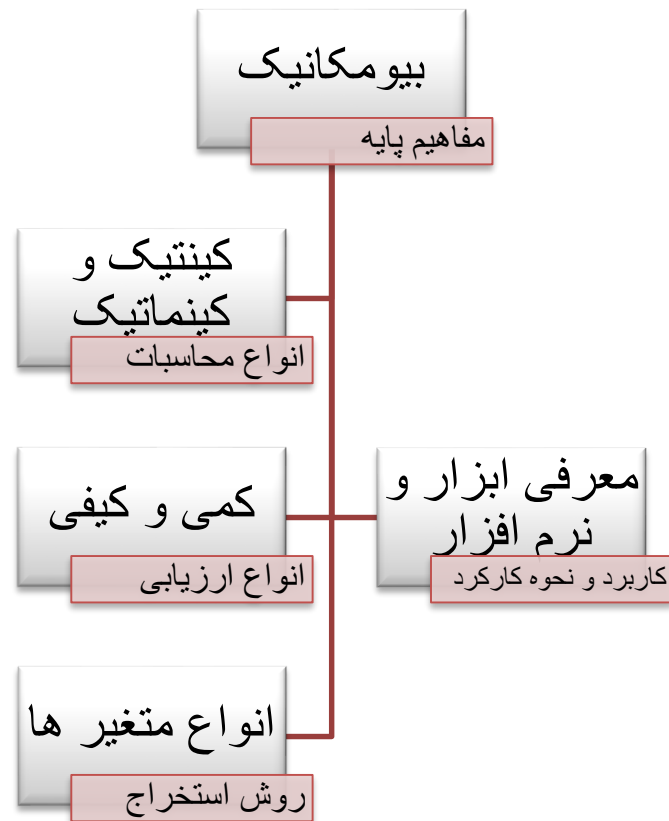 بیومکانیک
مفاهیم پایه
کینتیک و
کینماتیک
انواع محاسبات
معرفی ابزار و
نرم افزار
کاربرد و نحوه کارکرد
کمی و کیفی
انواع ارزیابی
انواع متغیر ها
روش استخراج